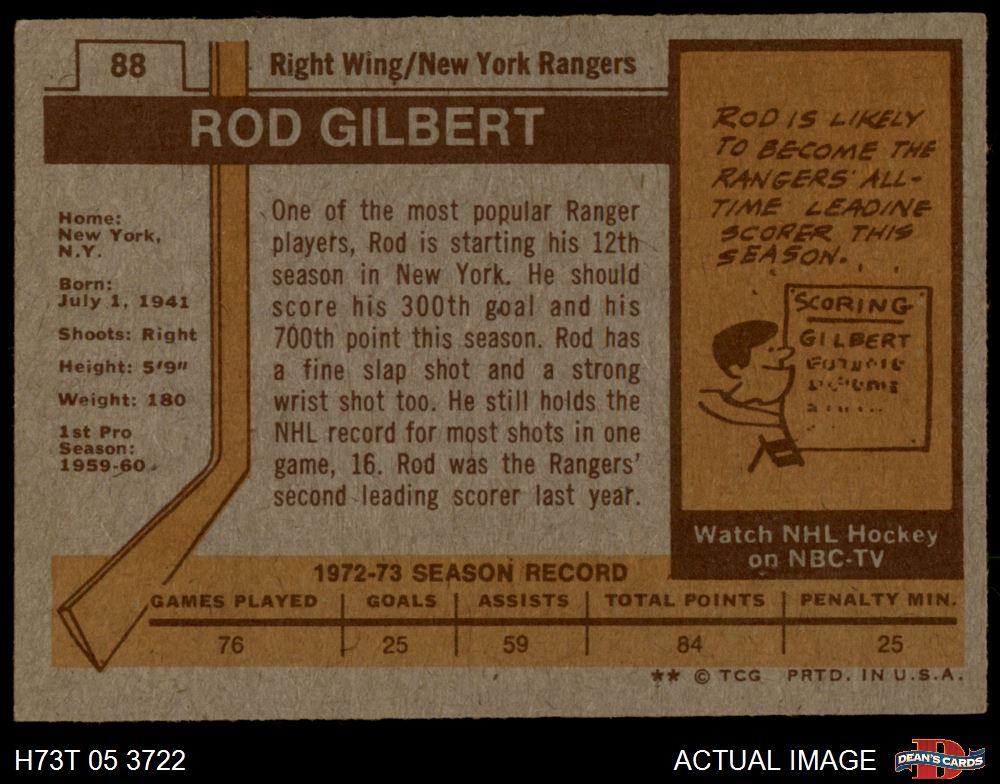 88
Right Wing/New York Rangers
ROD GILBERT
Home:
New York,
N.Y.
Born:
July 1, 1941
Shoots: Right
Height: 5'9"
Weight: 180
1st Pro
Season:
1959-60
One of the most popular Ranger
players, Rod is starting his 12th
season in New York. He should
score his 300th goal and his
700th point this season. Rod has
a fine slap shot and a strong
wrist shot too. He still holds the
NHL record for most shots in one
game, 16. Rod was the Rangers'
second leading scorer last year.
ROD IS LIKELY
TO BECOME THE
RANGERS' ALL-
TIME LEADING
SCORER THIS
SEASON.
SCORING
GILBERT
Watch NHL Hockey
on NBC-TV
1972-73 SEASON RECORD
GAMES PLAYED GOALS ASSISTS TOTAL POINTS PENALTY MIN.
76 25 59 84 25
** © TCG PRTD. IN U.S.A.
H73T 05 3722
ACTUAL IMAGE
DEAN'S CARDS